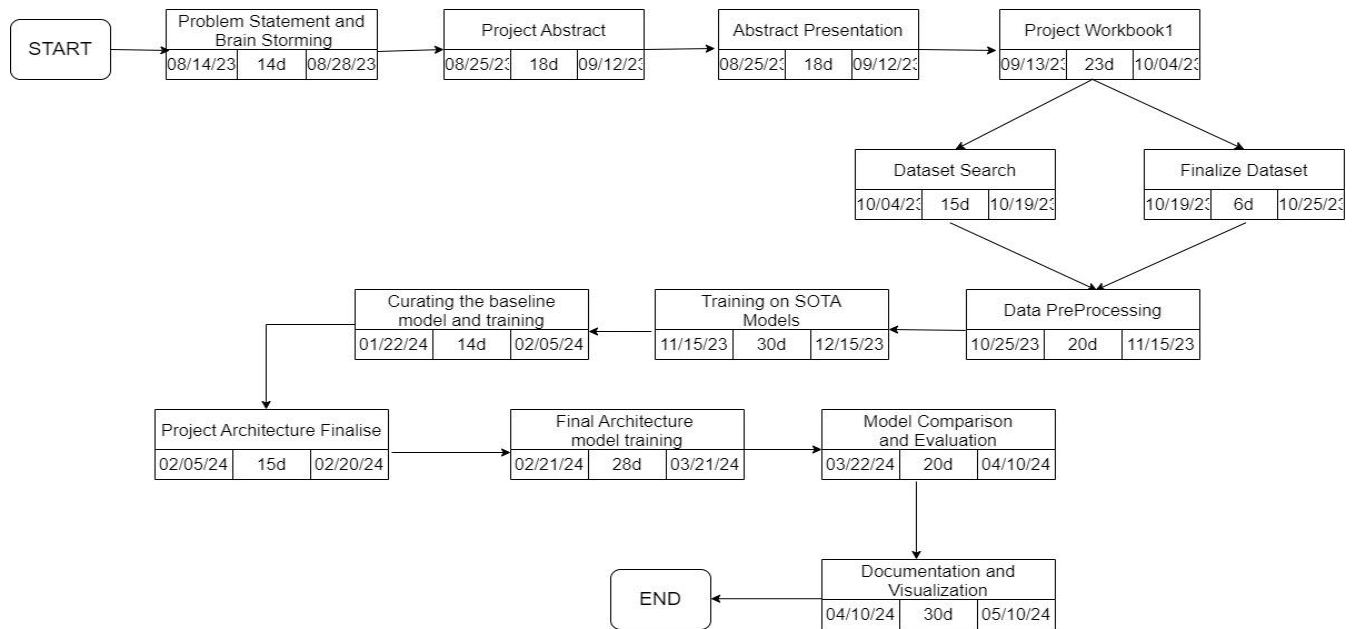 START
Problem Statement and
Brain Storming
08/14/23 14d 08/28/23
Project Abstract
08/25/23 18d 09/12/23
Abstract Presentation
08/25/23 18d 09/12/23
Project Workbook1
09/13/23 23d 10/04/23
Dataset Search
10/04/23 15d 10/19/23
Finalize Dataset
10/19/23 6d 10/25/23
Data PreProcessing
10/25/23 20d 11/15/23
Training on SOTA
Models
11/15/23 30d 12/15/23
Curating the baseline
model and training
01/22/24 14d 02/05/24
Project Architecture Finalise
02/05/24 15d 02/20/24
Final Architecture
model training
02/21/24 28d 03/21/24
Model Comparison
and Evaluation
03/22/24 20d 04/10/24
Documentation and
Visualization
04/10/24 30d 05/10/24
END